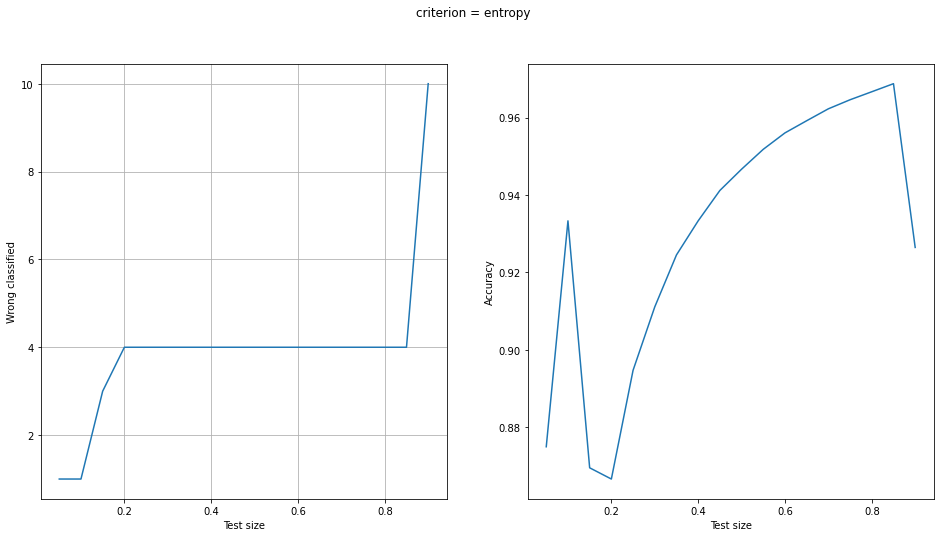 criterion = entropy
10
8
6
4
2
Wrong classified
0.2 0.4 0.6 0.8
Test size
0.96
0.94
0.92
0.90
0.88
Accuracy
0.2 0.4 0.6 0.8
Test size